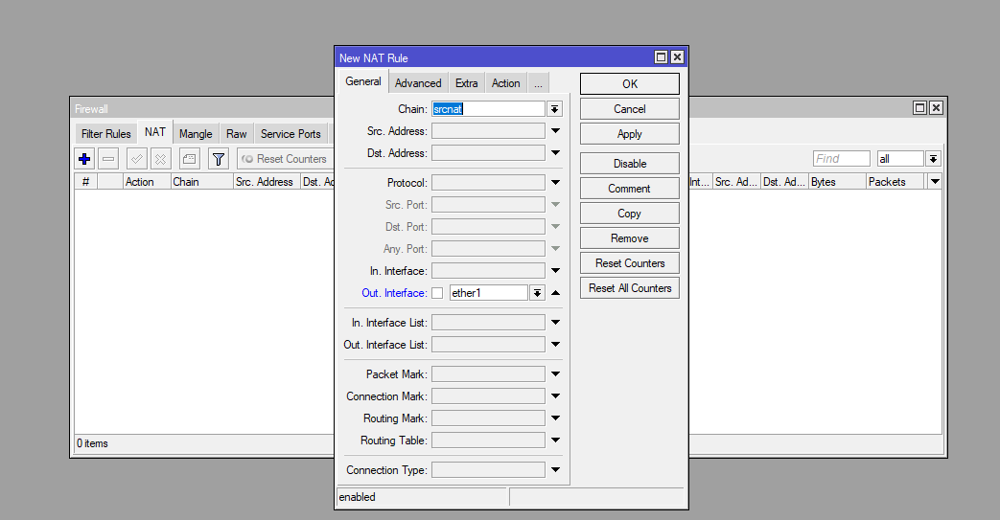 New NAT Rule
General Advanced Extra Action ...
Chain: srcnat
Src. Address:
Dst. Address:
Protocol:
Src. Port:
Dst. Port:
Any. Port:
In. Interface:
Out. Interface: ether1
In. Interface List:
Out. Interface List:
Packet Mark:
Connection Mark:
Routing Mark:
Routing Table:
Connection Type:
enabled
OK
Cancel
Apply
Disable
Comment
Copy
Remove
Reset Counters
Reset All Counters
Firewall
Filter Rules NAT Mangle Raw Service Ports
Reset Counters Find all
# Action Chain Src. Address Dst. Ad Int... Src. Ad... Dst. Ad... Bytes Packets
0 items